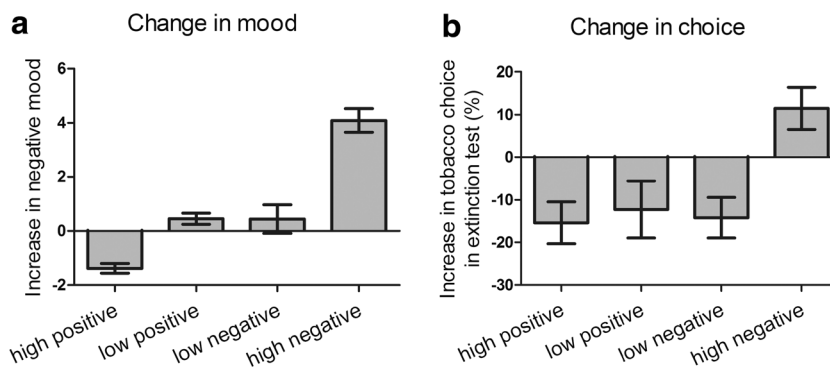 a
Change in mood
Increase in negative mood
6
4
2
0
-2
high positive
low positive
low negative
high negative
b
Change in choice
Increase in tobacco choice
in extinction test (%)
20
10
0
-10
-20
-30
high positive
low positive
low negative
high negative